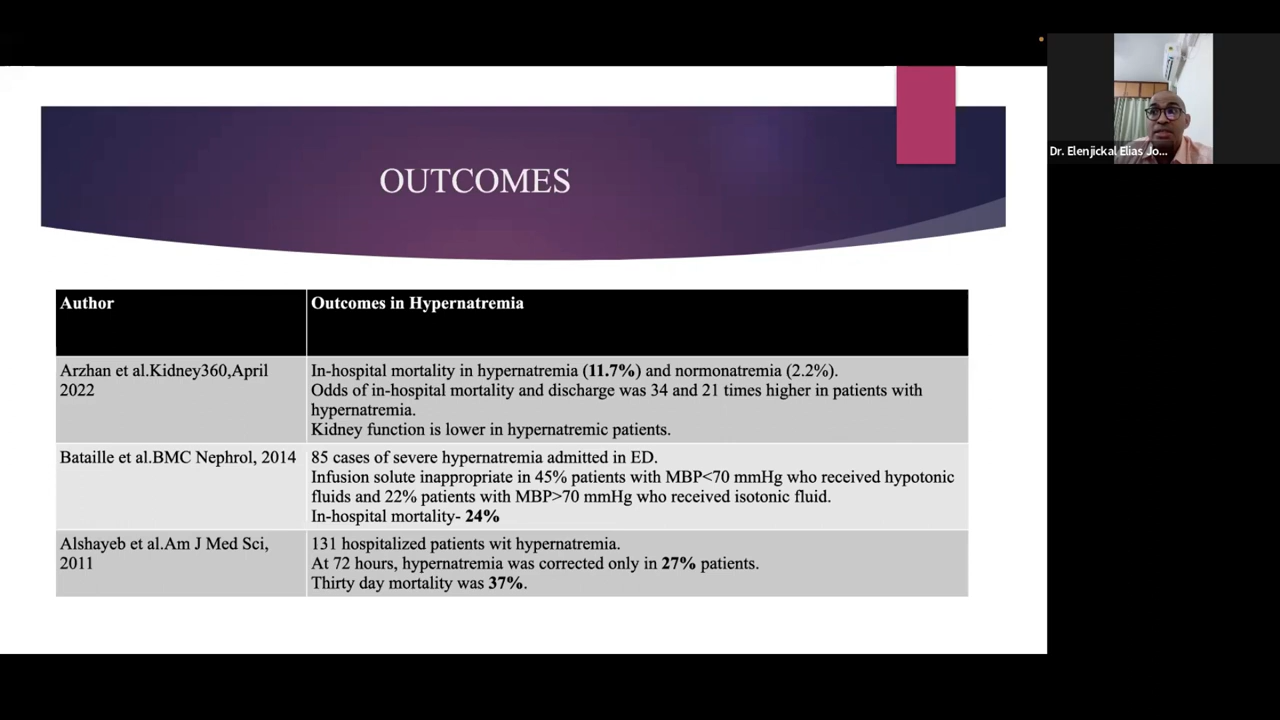 OUTCOMES
Dr. Elenjickal Elias Jo...
Author
Outcomes in Hypernatremia
Arzhan et al.Kidney360,April
2022
In-hospital mortality in hypernatremia (11.7%) and normonatremia (2.2%).
Odds of in-hospital mortality and discharge was 34 and 21 times higher in patients with
hypernatremia.
Kidney function is lower in hypernatremic patients.
Bataille et al.BMC Nephrol, 2014
85 cases of severe hypernatremia admitted in ED.
Infusion solute inappropriate in 45% patients with MBP<70 mmHg who received hypotonic
fluids and 22% patients with MBP>70 mmHg who received isotonic fluid.
In-hospital mortality- 24%
Alshayeb et al.Am J Med Sci,
2011
131 hospitalized patients wit hypernatremia.
At 72 hours, hypernatremia was corrected only in 27% patients.
Thirty day mortality was 37%.